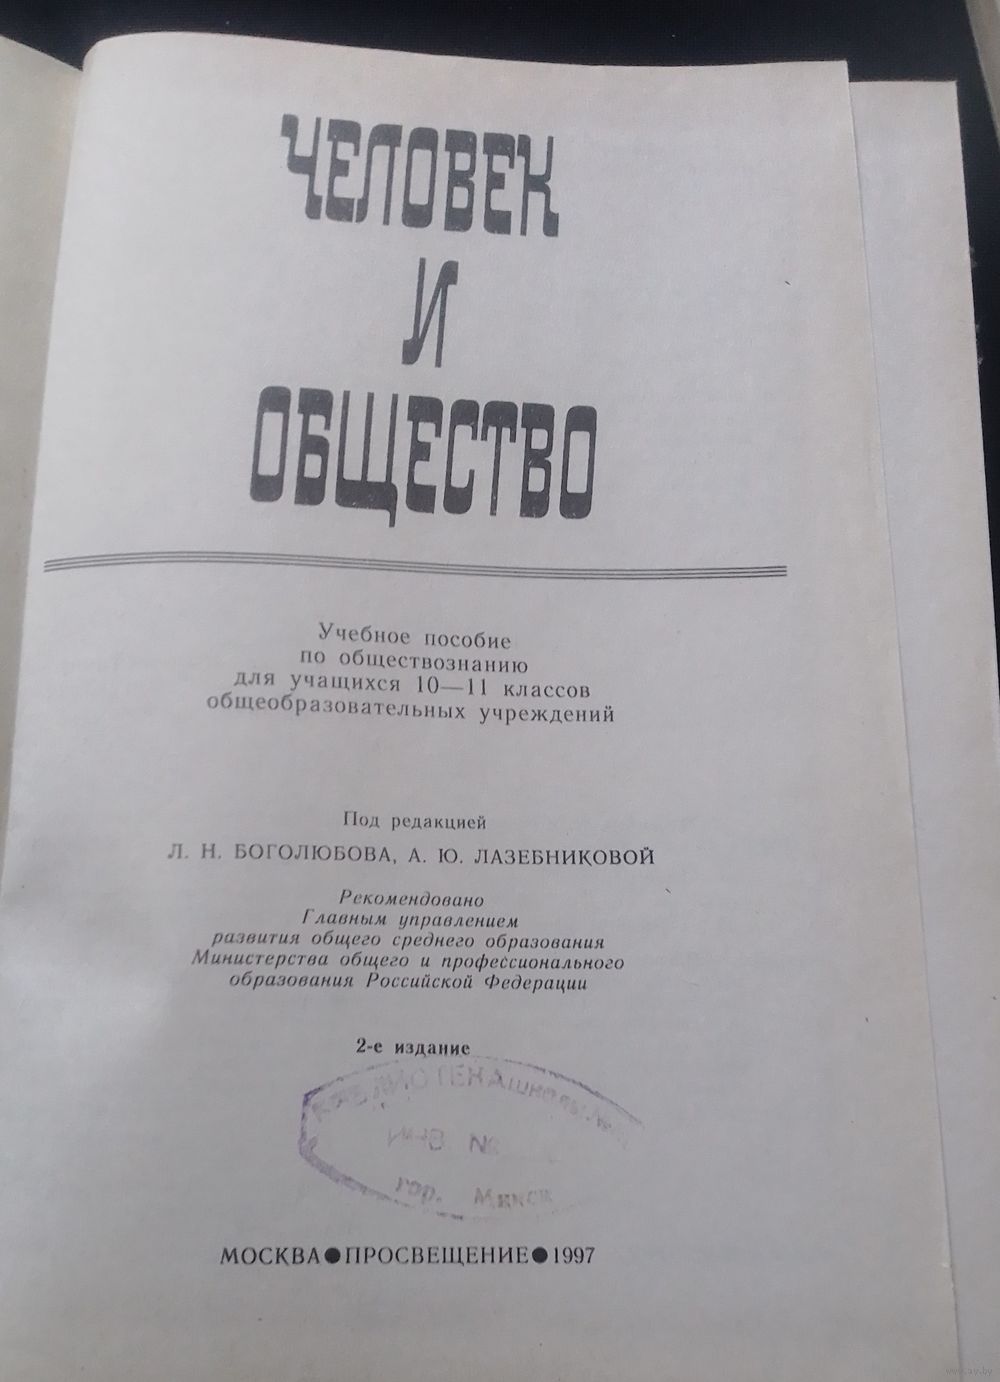 ЧЕЛОВЕК
И
ОБЩЕСТВО
Учебное пособие
по обществознанию
для учащихся 10—11 классов
общеобразовательных учреждений
Под редакцией
Л. Н. БОГОЛЮБОВА, А. Ю. ЛАЗЕБНИКОВОЙ
Рекомендовано
Главным управлением
развития общего среднего образования
Министерства общего и профессионального
образования Российской Федерации
2-е издание
гор. Минск
МОСКВА●ПРОСВЕЩЕНИЕ●1997